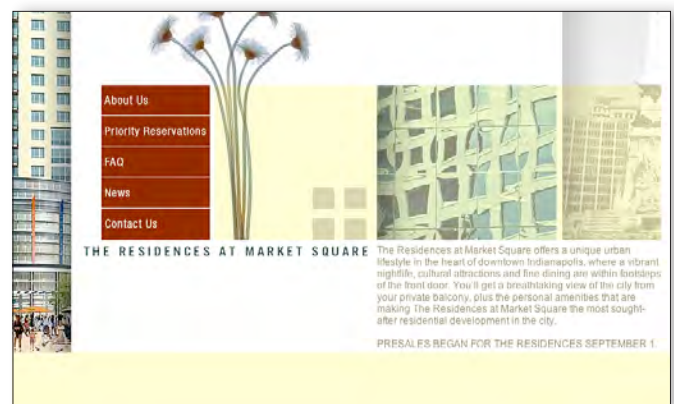 About Us
Priority Reservations
FAQ
News
Contact Us
THE RESIDENCES AT MARKET SQUARE
The Residences at Market Square offers a unique urban
lifestyle in the heart of downtown Indianapolis, where a vibrant
nightlife, cultural attractions and fine dining are within footsteps
of the front door. You'll get a breathtaking view of the city from
your private balcony, plus the personal amenities that are
making The Residences at Market Square the most sought-
after residential development in the city.
PRESALES BEGAN FOR THE RESIDENCES SEPTEMBER 1.